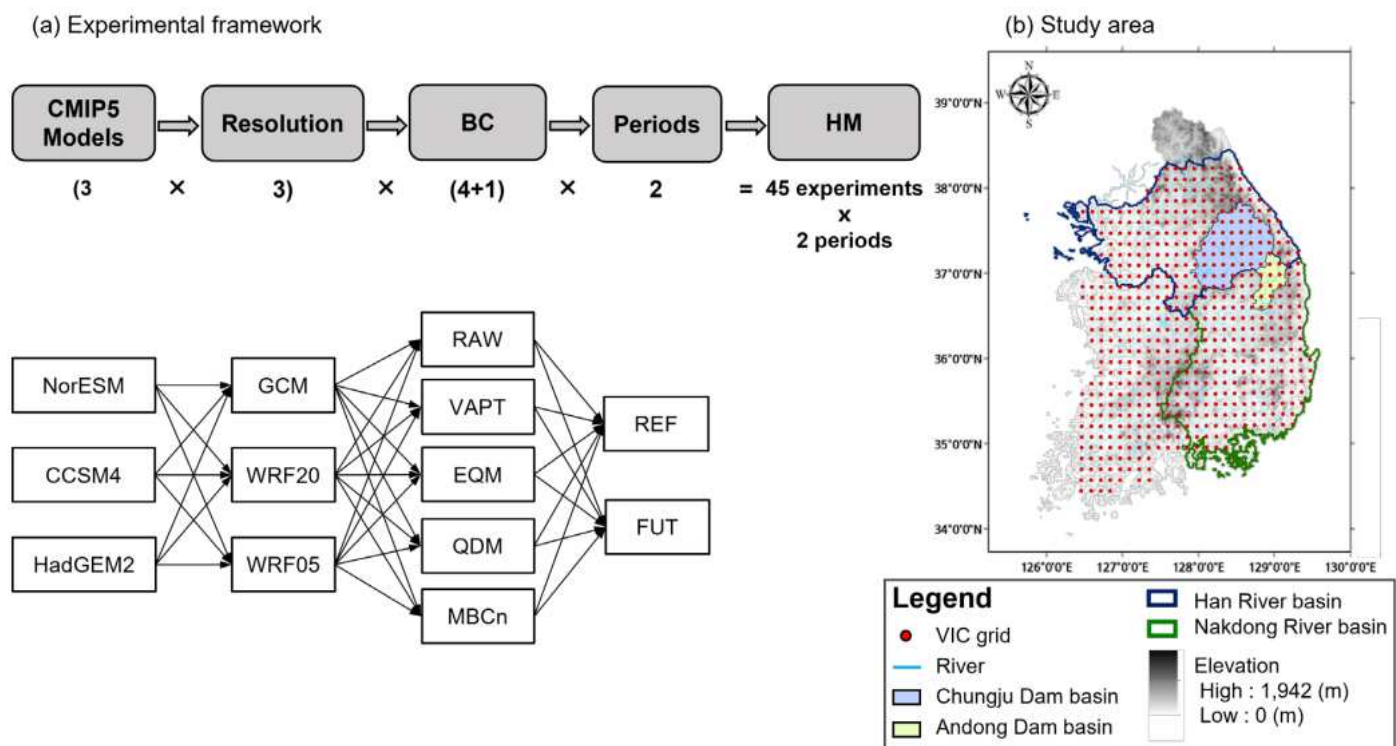 (a) Experimental framework
CMIP5
Models
Resolution
BC
Periods
HM
(3 × 3) × (4+1) × 2 = 45 experiments
x
2 periods
NorESM
CCSM4
HadGEM2
GCM
WRF20
WRF05
RAW
VAPT
EQM
QDM
MBCn
REF
FUT
(b) Study area
N
W E
S
39°0'0"N
38°0'0"N
37°0'0"N
36°0'0"N
35°0'0"N
34°0'0"N
126°0'0"E 127°0'0"E 128°0'0"E 129°0'0"E 130°0'0"E
Legend
VIC grid
River
Chungju Dam basin
Andong Dam basin
Han River basin
Nakdong River basin
Elevation
High : 1,942 (m)
Low : 0 (m)